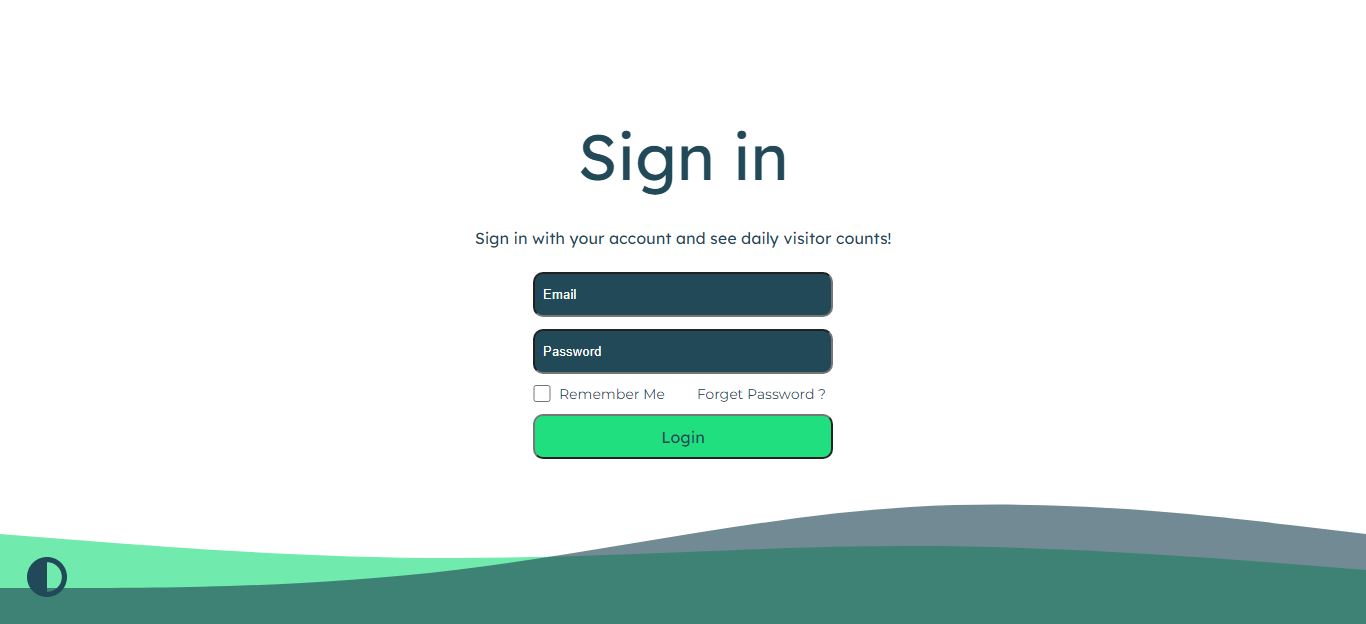 Sign in
Sign in with your account and see daily visitor counts!
Email
Password
Remember Me Forget Password ?
Login